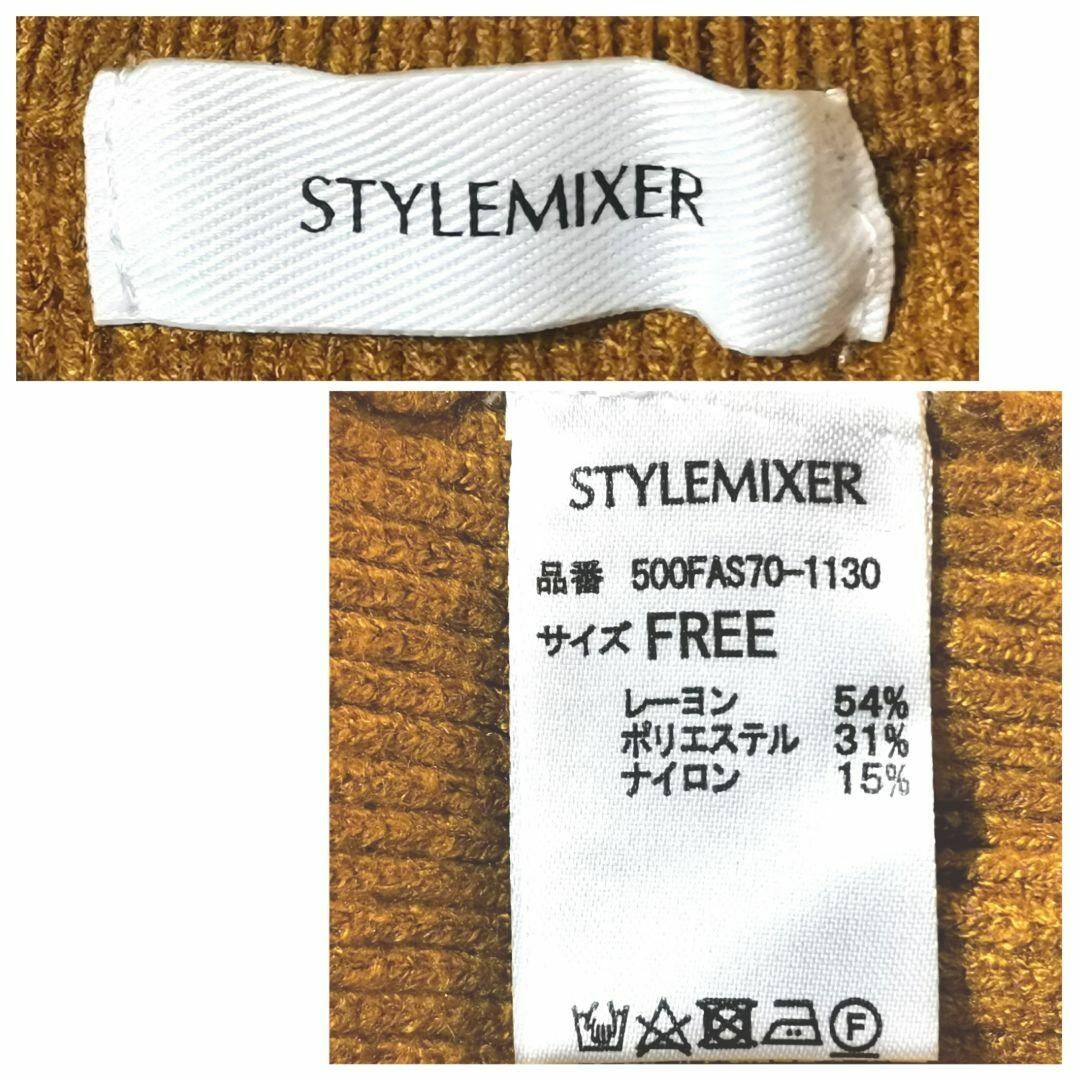 STYLEMIXER
STYLEMIXER
品番 500FAS70-1130
サイズ FREE
レーヨン 54%
ポリエステル 31%
ナイロン 15%
F